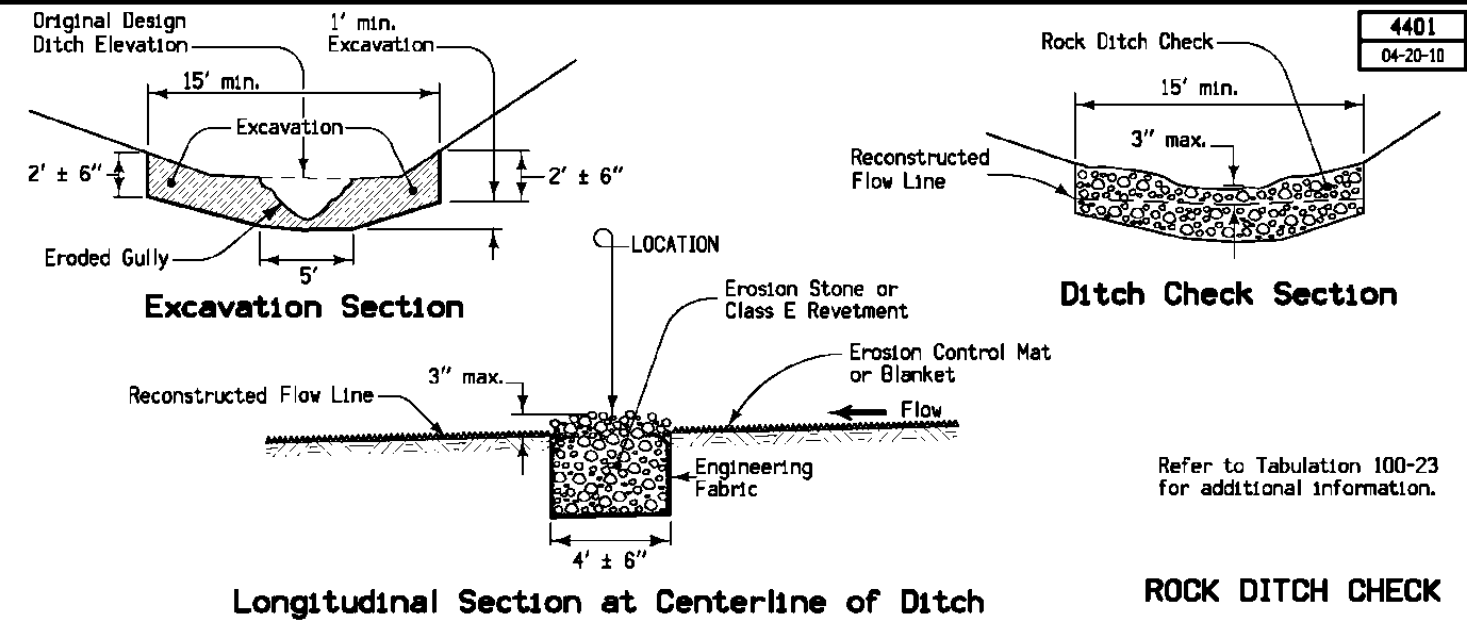 Original Design
Ditch Elevation
1' min.
Excavation
15' min.
Excavation
2' ± 6"
2' ± 6"
Eroded Gully
5'
Excavation Section
4401
04-20-10
Rock Ditch Check
15' min.
3" max.
Reconstructed
Flow Line
Ditch Check Section
LOCATION
Erosion Stone or
Class E Revetment
Erosion Control Mat
or Blanket
3" max.
Reconstructed Flow Line
Flow
Engineering
Fabric
4' ± 6"
Longitudinal Section at Centerline of Ditch
Refer to Tabulation 100-23
for additional information.
ROCK DITCH CHECK